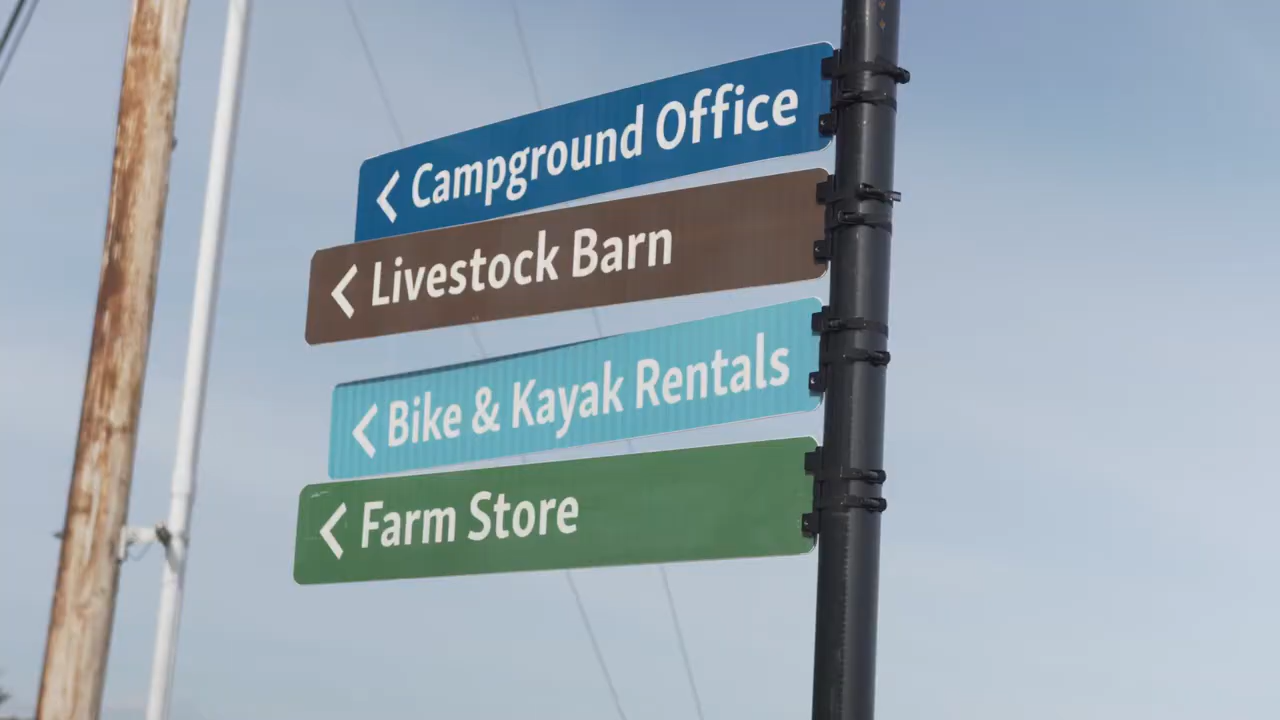 < Campground Office
< Livestock Barn
< Bike & Kayak Rentals
< Farm Store